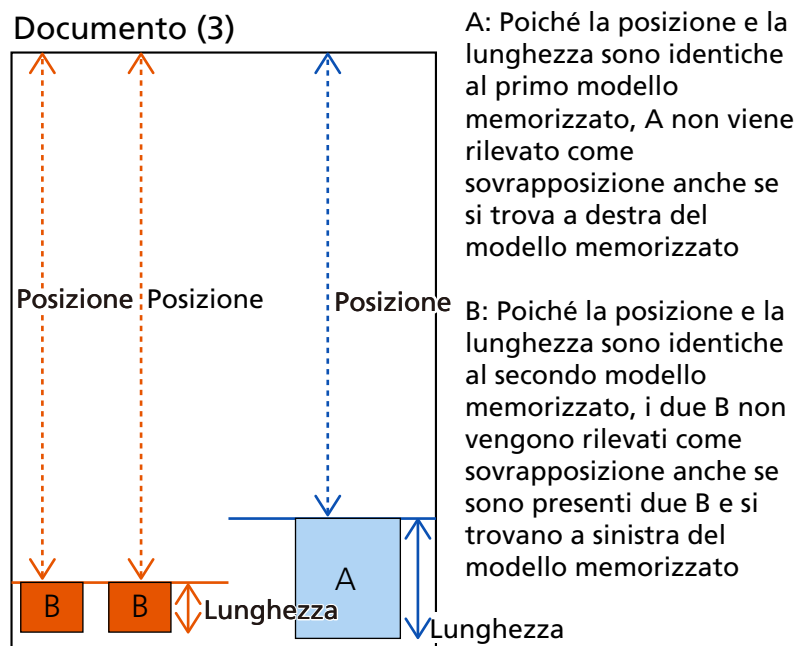 Documento (3)
Posizione
Posizione
Posizione
B
B
Lunghezza
A
Lunghezza
A: Poiché la posizione e la
lunghezza sono identiche
al primo modello
memorizzato, A non viene
rilevato come
sovrapposizione anche se
si trova a destra del
modello memorizzato
B: Poiché la posizione e la
lunghezza sono identiche
al secondo modello
memorizzato, i due B non
vengono rilevati come
sovrapposizione anche se
sono presenti due B e si
trovano a sinistra del
modello memorizzato